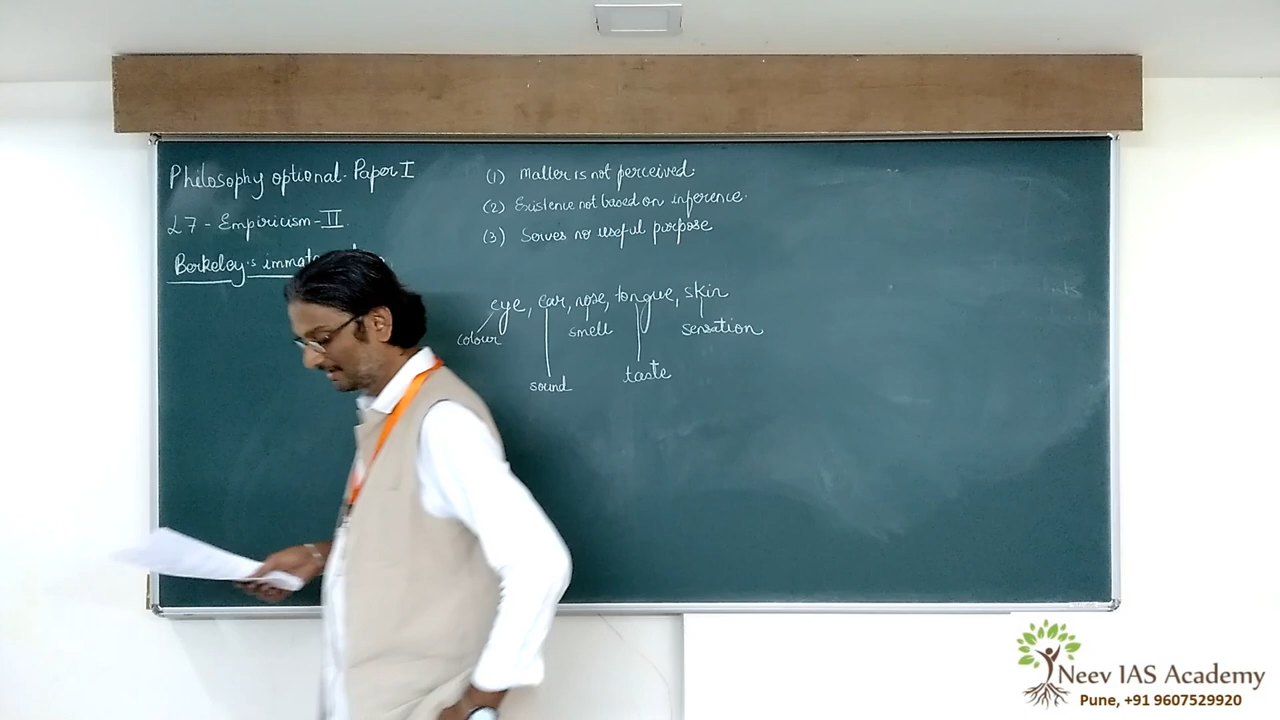 Philosophy optional. Paper I
L7 - Empiricism - III
Berkeley's
(1) Matter is not perceived.
(2) Existence not based on inference.
(3) Serves no useful purpose
eye, ear, nose, tongue, skin
colour smell sensation
sound taste
Neev IAS Academy
Pune, +91 9607529920